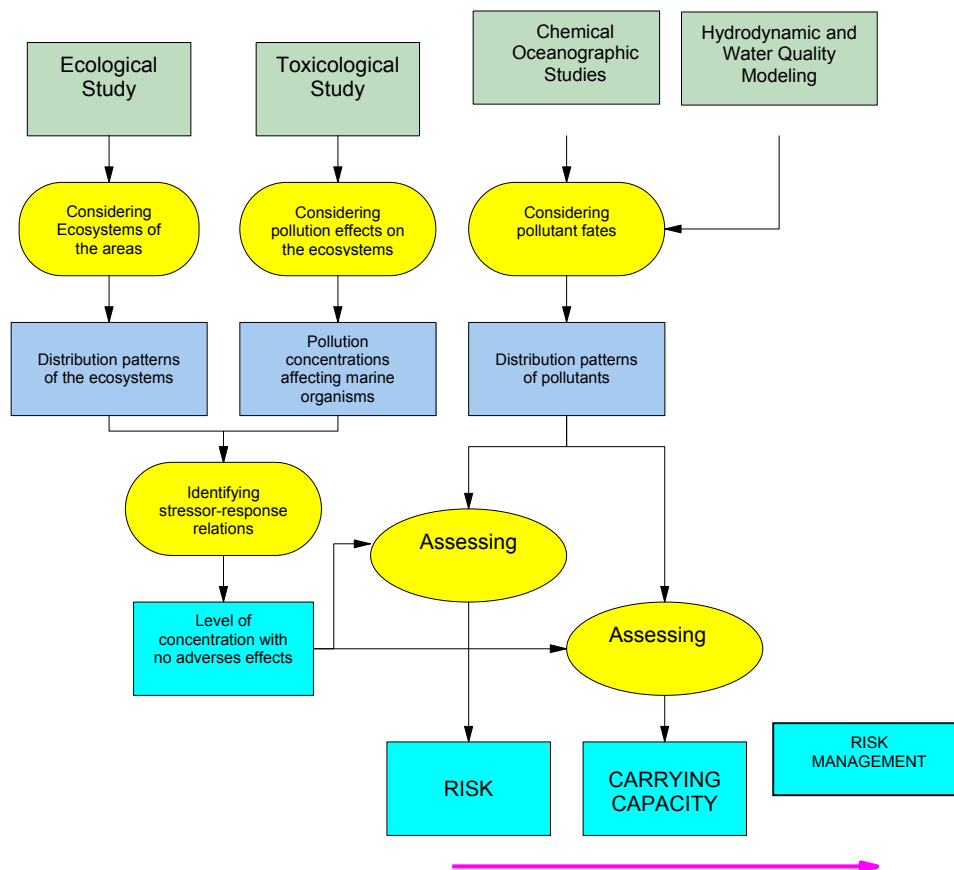 Ecological
Study
Toxicological
Study
Chemical
Oceanographic
Studies
Hydrodynamic and
Water Quality
Modeling
Considering
Ecosystems of
the areas
Considering
pollution effects on
the ecosystems
Considering
pollutant fates
Distribution patterns
of the ecosystems
Pollution
concentrations
affecting marine
organisms
Distribution patterns
of pollutants
Identifying
stressor-response
relations
Assessing
Level of
concentration with
no adverses effects
Assessing
RISK
CARRYING
CAPACITY
RISK
MANAGEMENT